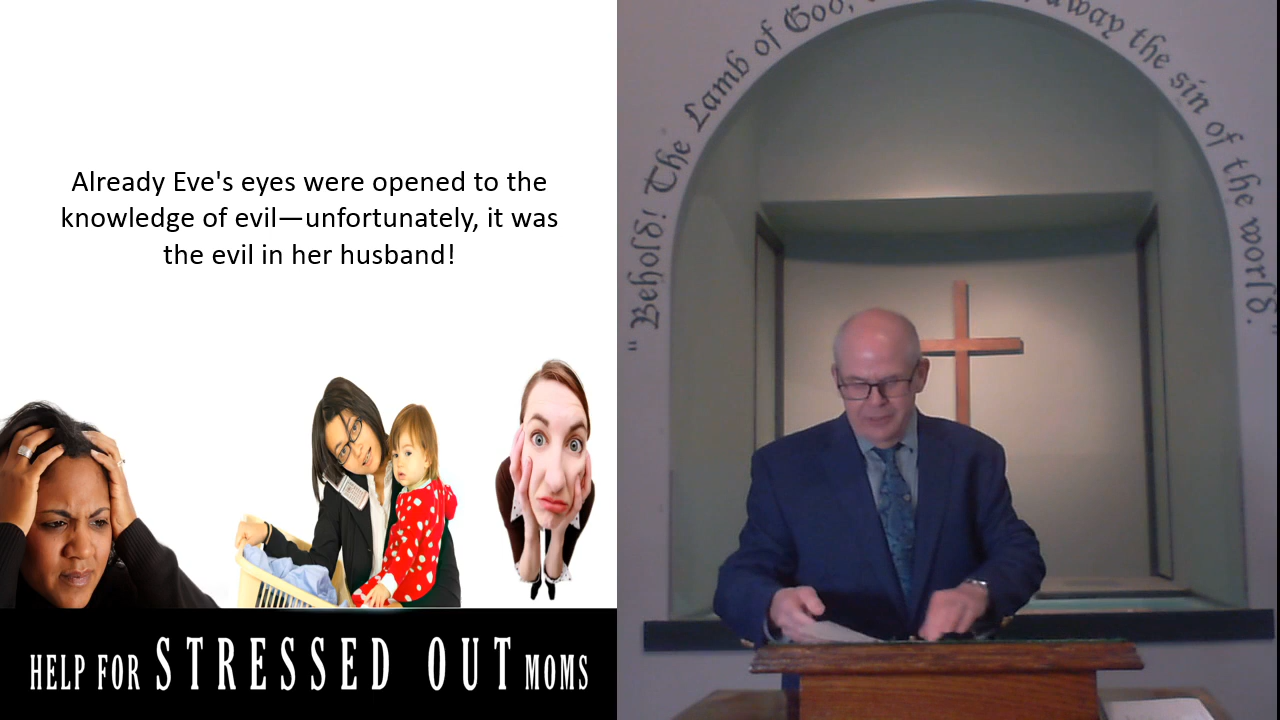 Already Eve's eyes were opened to the
knowledge of evil—unfortunately, it was
the evil in her husband!
HELP FOR STRESSED OUT MOMS
"Behold! The Lamb of God, away the sin of the world."